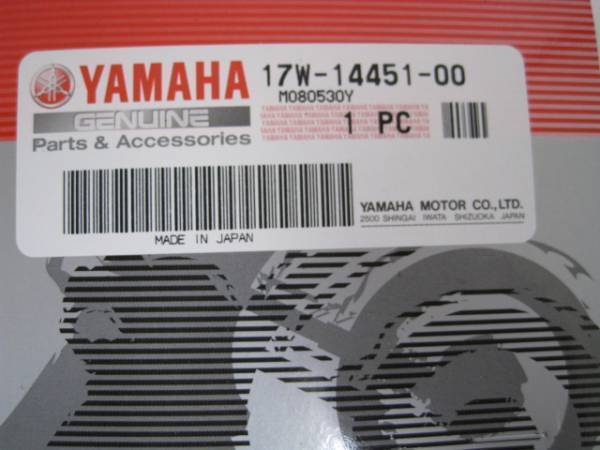 YAMAHA 17W-14451-00
M080530Y
GENUINE
Parts & Accessories
1 PC
YAMAHA MOTOR CO., LTD.
2500 SHINGAI IWATA SHIZUOKA JAPAN
MADE IN JAPAN